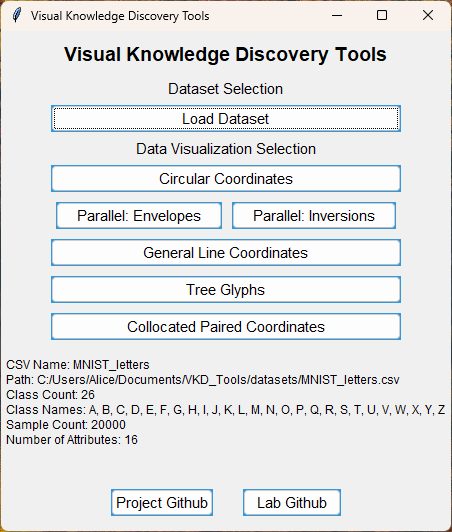 Visual Knowledge Discovery Tools
Visual Knowledge Discovery Tools
Dataset Selection
Load Dataset
Data Visualization Selection
Circular Coordinates
Parallel: Envelopes Parallel: Inversions
General Line Coordinates
Tree Glyphs
Collocated Paired Coordinates
CSV Name: MNIST_letters
Path: C:/Users/Alice/Documents/VKD_Tools/datasets/MNIST_letters.csv
Class Count: 26
Class Names: A, B, C, D, E, F, G, H, I, J, K, L, M, N, O, P, Q, R, S, T, U, V, W, X, Y, Z
Sample Count: 20000
Number of Attributes: 16
Project Github Lab Github